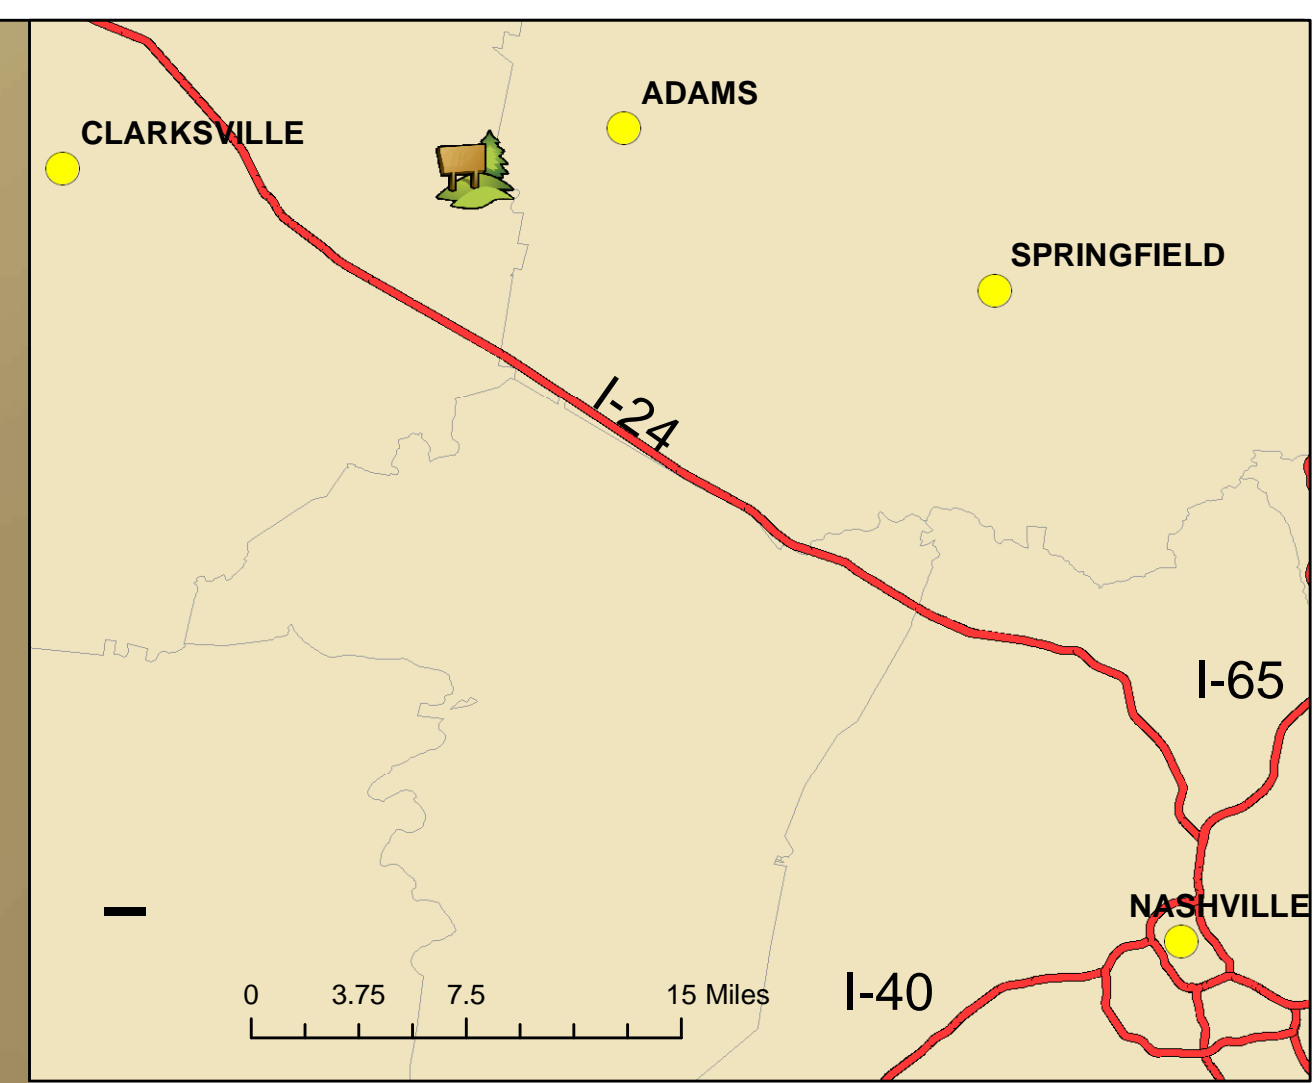 ADAMS
CLARKSVILLE
SPRINGFIELD
I-24
I-65
NASHVILLE
I-40
0 3.75 7.5 15 Miles